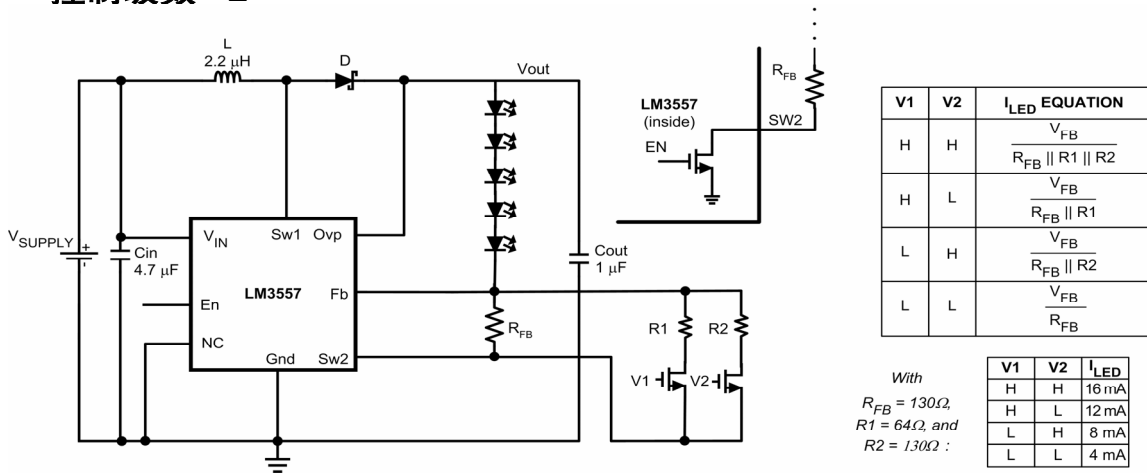 L
2.2 μH
D
Vout
V_SUPPLY
+
-
Cin
4.7 μF
V_IN
Sw1
Ovp
LM3557
En
Fb
NC
Gnd
Sw2
R_FB
Cout
1 μF
R1
R2
V1
V2
LM3557
(inside)
EN
SW2
R_FB
V1 V2 I_LED EQUATION
H H V_FB / R_FB || R1 || R2
H L V_FB / R_FB || R1
L H V_FB / R_FB || R2
L L V_FB / R_FB
With
R_FB = 130Ω,
R1 = 64Ω, and
R2 = 130Ω :
V1 V2 I_LED
H H 16 mA
H L 12 mA
L H 8 mA
L L 4 mA